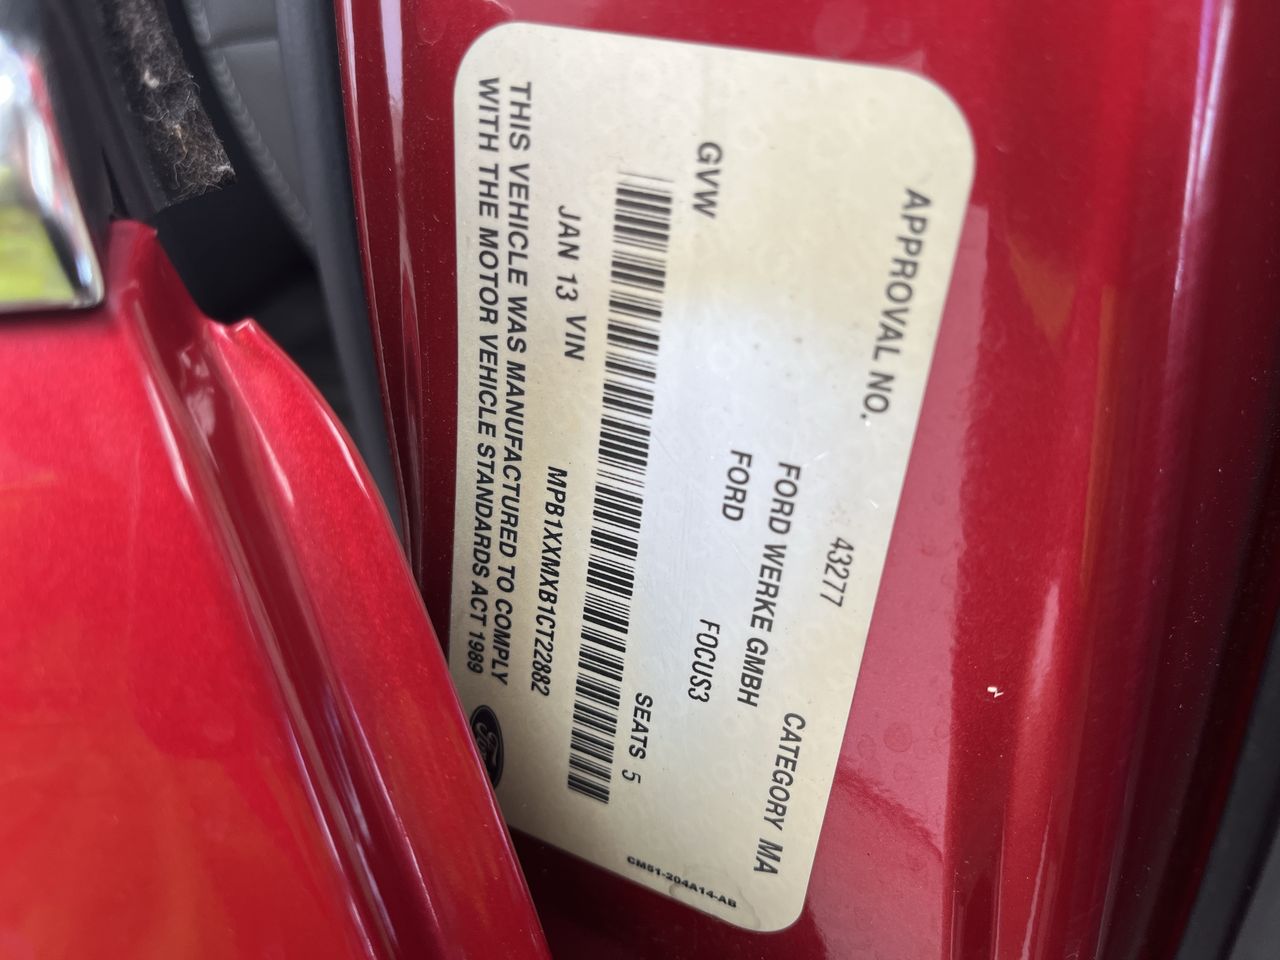 APPROVAL NO. 43277 CATEGORY MA
FORD WERKE GMBH
FORD FOCUS3
GVW SEATS 5
JAN 13 VIN MPB1XXMXB1CT22882
THIS VEHICLE WAS MANUFACTURED TO COMPLY
WITH THE MOTOR VEHICLE STANDARDS ACT 1989
Ford
CM51-204A14-AB